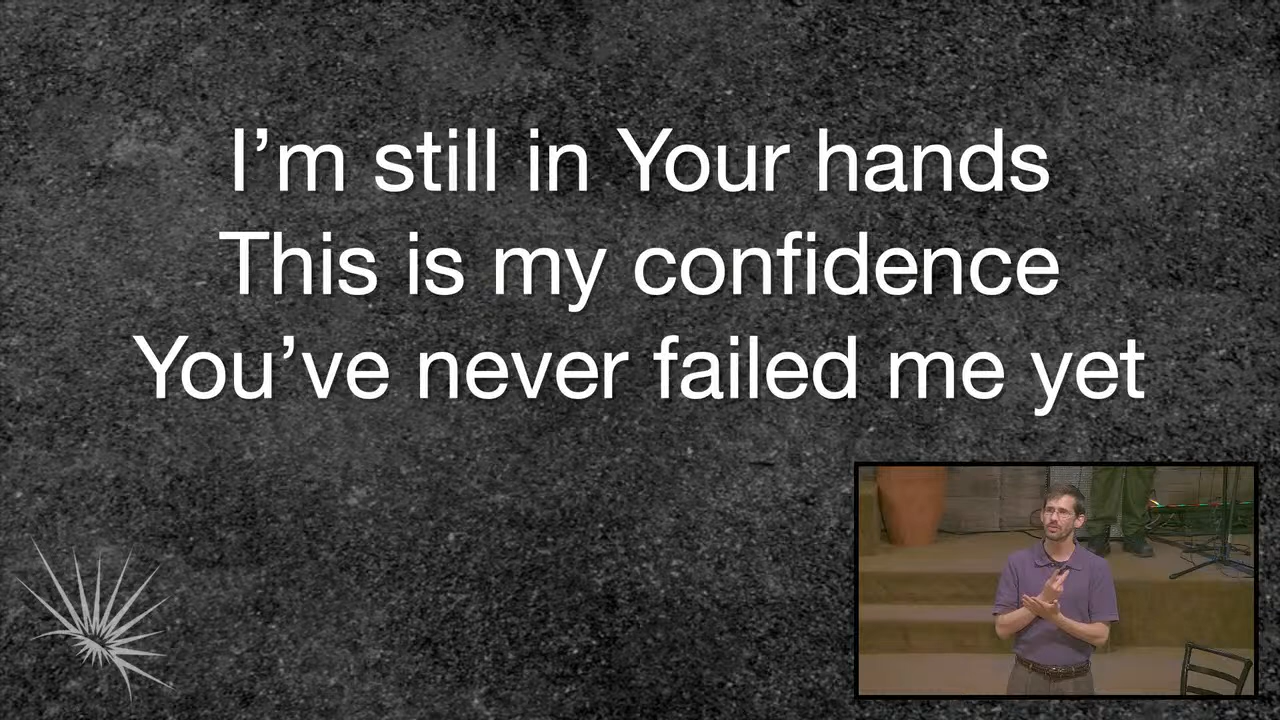 I’m still in Your hands
This is my confidence
You’ve never failed me yet